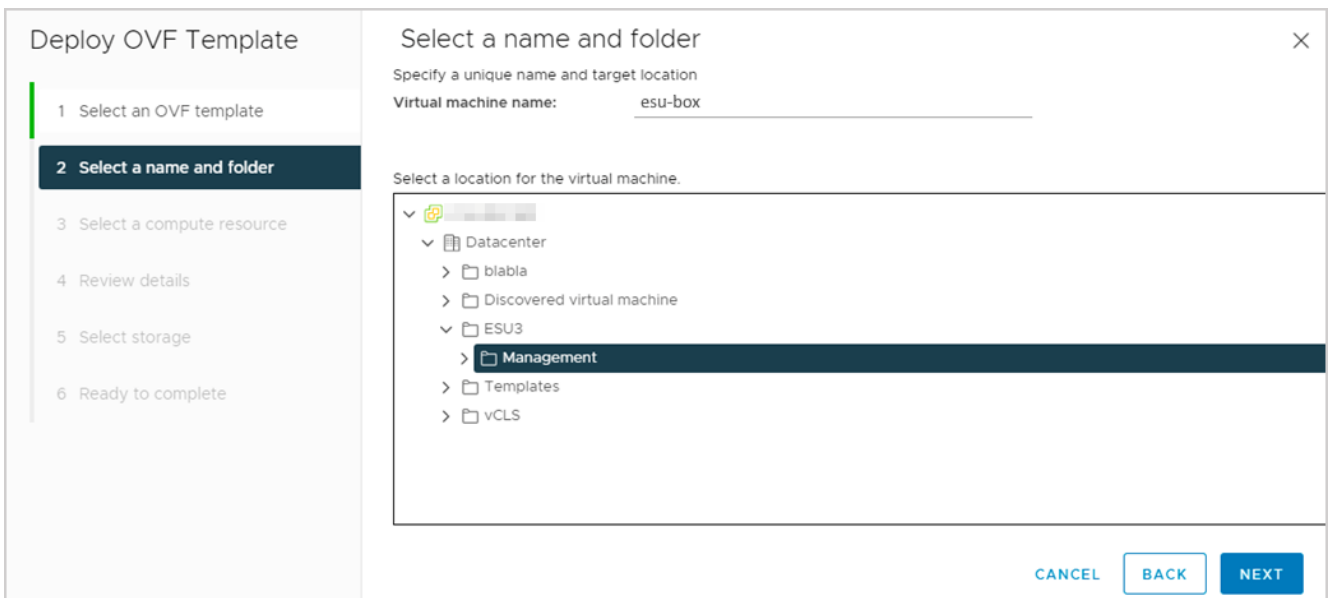 Deploy OVF Template
1 Select an OVF template
2 Select a name and folder
3 Select a compute resource
4 Review details
5 Select storage
6 Ready to complete
Select a name and folder
Specify a unique name and target location
Virtual machine name: esu-box
Select a location for the virtual machine.
Datacenter
blabla
Discovered virtual machine
ESU3
Management
Templates
vCLS
CANCEL BACK NEXT